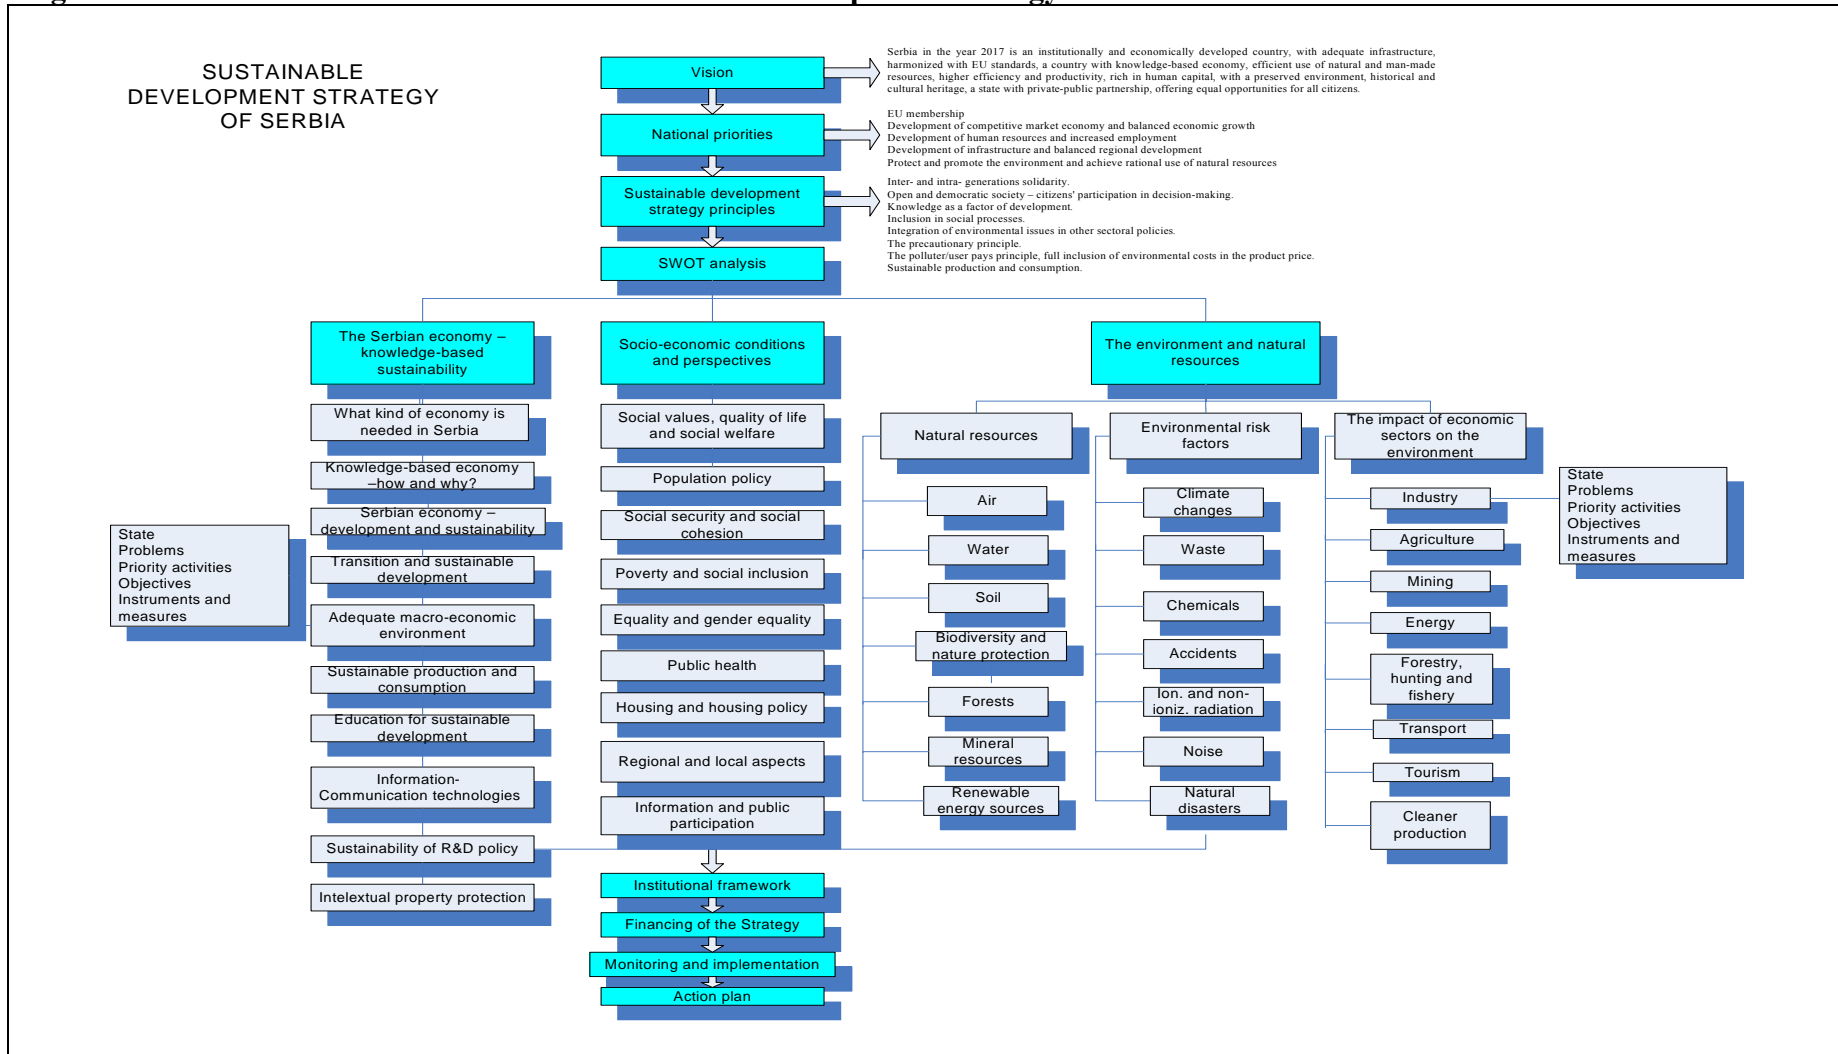 SUSTAINABLE
DEVELOPMENT STRATEGY
OF SERBIA
Vision
Serbia in the year 2017 is an institutionally and economically developed country, with adequate infrastructure,
harmonized with EU standards, a country with knowledge-based economy, efficient use of natural and man-made
resources, higher efficiency and productivity, rich in human capital, with a preserved environment, historical and
cultural heritage, a state with private-public partnership, offering equal opportunities for all citizens.
National priorities
EU membership
Development of competitive market economy and balanced economic growth
Development of human resources and increased employment
Development of infrastructure and balanced regional development
Protect and promote the environment and achieve rational use of natural resources
Sustainable development
strategy principles
Inter- and intra- generations solidarity.
Open and democratic society – citizens' participation in decision-making.
Knowledge as a factor of development.
Inclusion in social processes.
Integration of environmental issues in other sectoral policies.
The precautionary principle.
The polluter/user pays principle, full inclusion of environmental costs in the product price.
Sustainable production and consumption.
SWOT analysis
The Serbian economy –
knowledge-based
sustainability
What kind of economy is
needed in Serbia
Knowledge-based economy
–how and why?
Serbian economy –
development and sustainability
Transition and sustainable
development
Adequate macro-economic
environment
Sustainable production and
consumption
Education for sustainable
development
Information-
Communication technologies
Sustainability of R&D policy
Intelextual property protection
State
Problems
Priority activities
Objectives
Instruments and
measures
Socio-economic conditions
and perspectives
Social values, quality of life
and social welfare
Population policy
Social security and social
cohesion
Poverty and social inclusion
Equality and gender equality
Public health
Housing and housing policy
Regional and local aspects
Information and public
participation
The environment and natural
resources
Natural resources
Air
Water
Soil
Biodiversity and
nature protection
Forests
Mineral
resources
Renewable
energy sources
Environmental risk
factors
Climate
changes
Waste
Chemicals
Accidents
Ion. and non-
ioniz. radiation
Noise
Natural
disasters
The impact of economic
sectors on the
environment
Industry
Agriculture
Mining
Energy
Forestry,
hunting and
fishery
Transport
Tourism
Cleaner
production
State
Problems
Priority activities
Objectives
Instruments and
measures
Institutional framework
Financing of the Strategy
Monitoring and implementation
Action plan